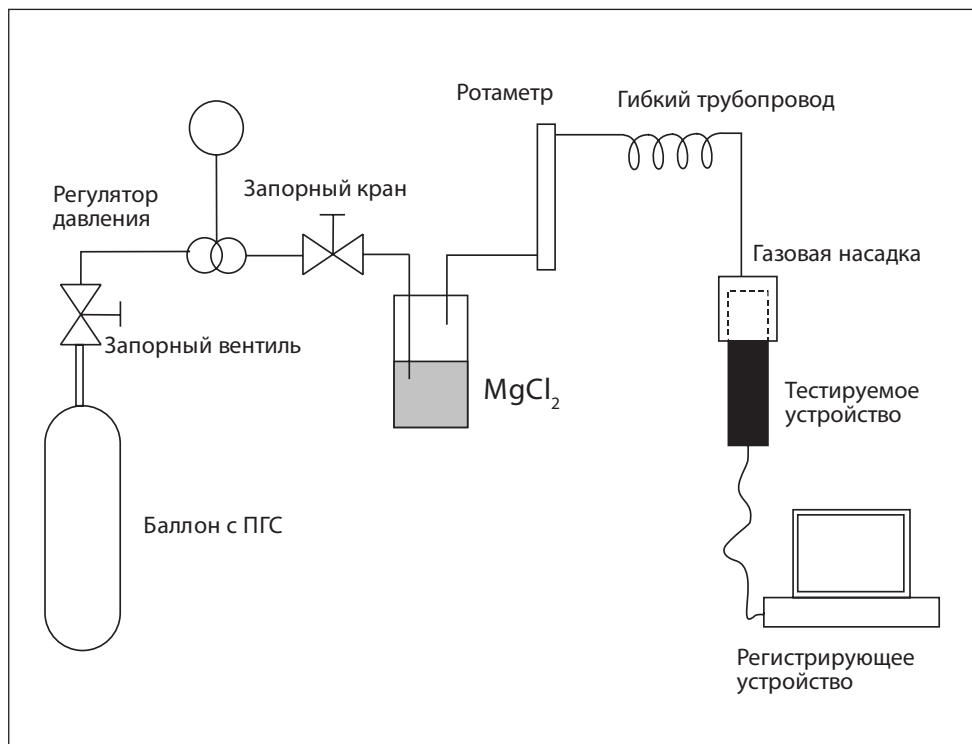 Ротаметр
Гибкий трубопровод
Регулятор
давления
Запорный кран
Газовая насадка
Запорный вентиль
MgCl₂
Тестируемое
устройство
Баллон с ПГС
Регистрирующее
устройство